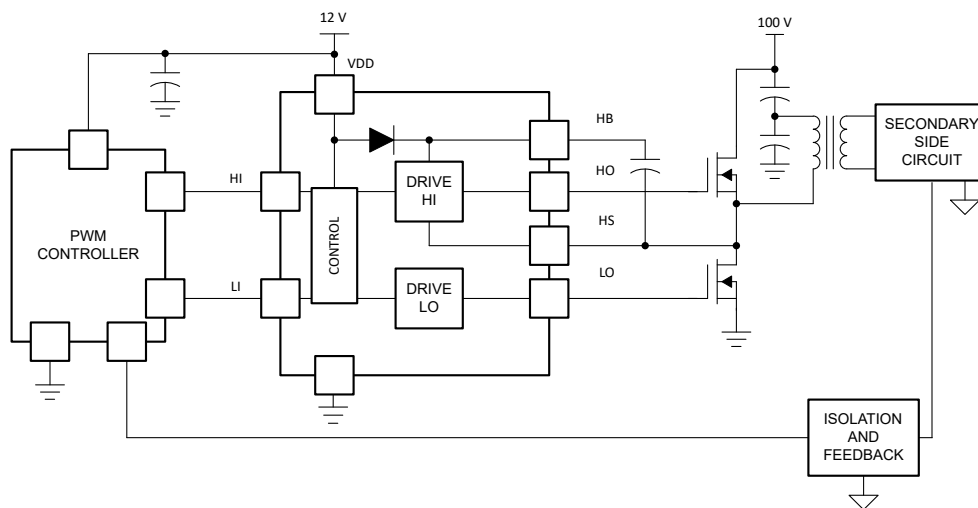 12 V
100 V
VDD
SECONDARY
SIDE
CIRCUIT
HB
HI
DRIVE
HI
HO
PWM
CONTROLLER
CONTROL
HS
LI
DRIVE
LO
LO
ISOLATION
AND
FEEDBACK